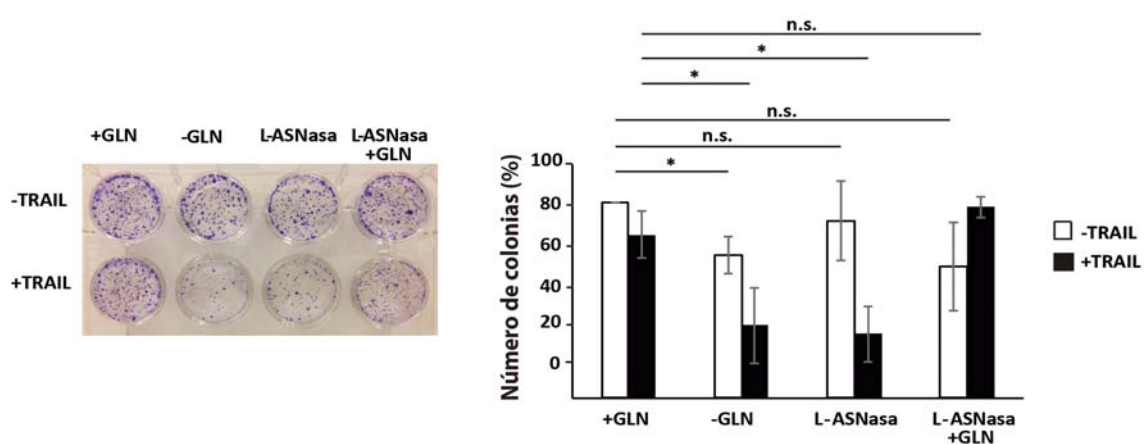 +GLN -GLN L-ASNasa L-ASNasa
+GLN
-TRAIL
+TRAIL
n.s.
*
*
n.s.
n.s.
*
Número de colonias (%)
100
80
60
40
20
0
+GLN -GLN L-ASNasa L-ASNasa
+GLN
-TRAIL
+TRAIL